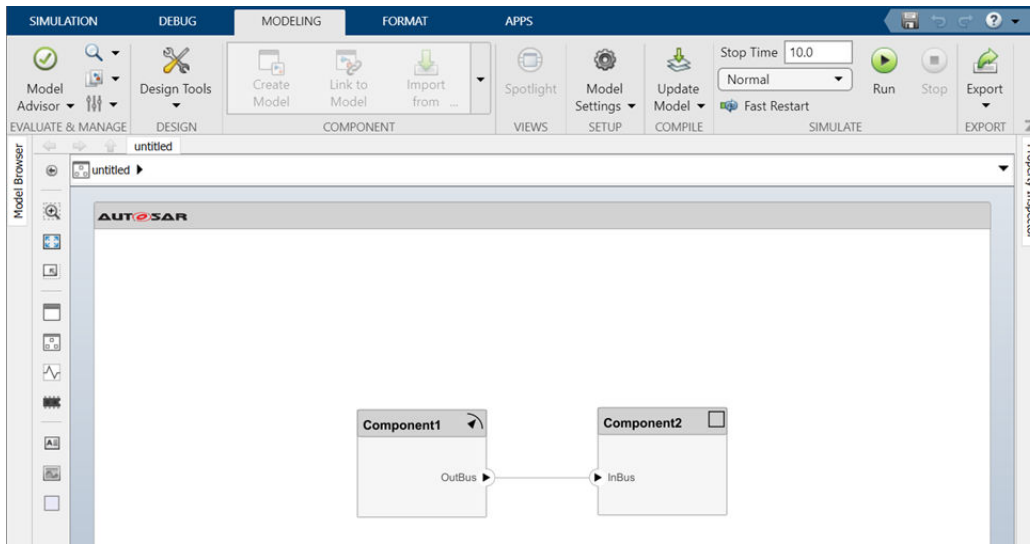 SIMULATION DEBUG MODELING FORMAT APPS
Stop Time 10.0
Model Advisor
Design Tools
Create Model
Link to Model
Import from ...
Spotlight
Model Settings
Update Model
Normal
Fast Restart
Run
Stop
Export
EVALUATE & MANAGE DESIGN COMPONENT VIEWS SETUP COMPILE SIMULATE EXPORT
untitled
Model Browser
untitled
Property Inspector
AUTOSAR
Component1
OutBus
Component2
InBus